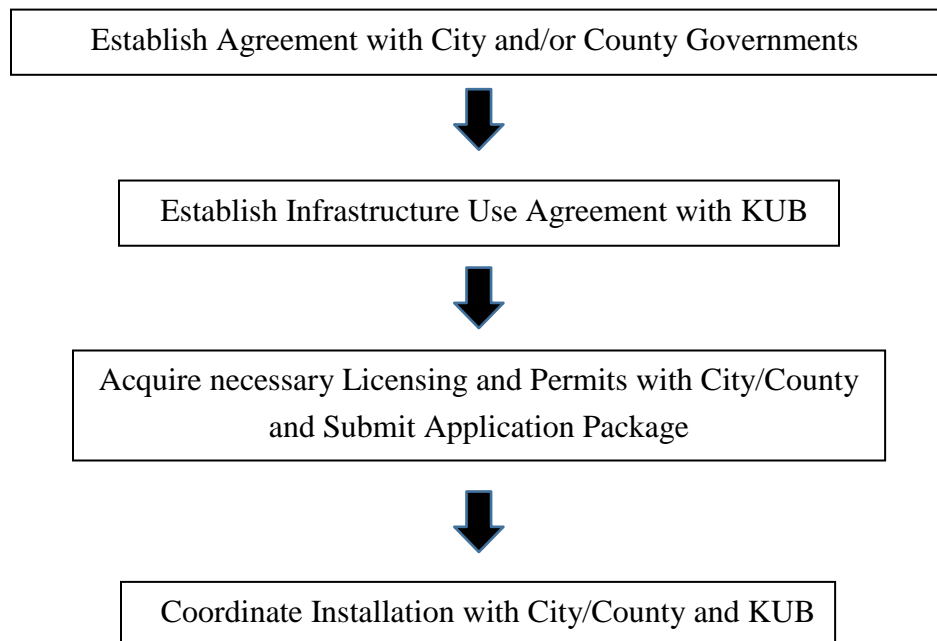 Establish Agreement with City and/or County Governments
Establish Infrastructure Use Agreement with KUB
Acquire necessary Licensing and Permits with City/County
and Submit Application Package
Coordinate Installation with City/County and KUB